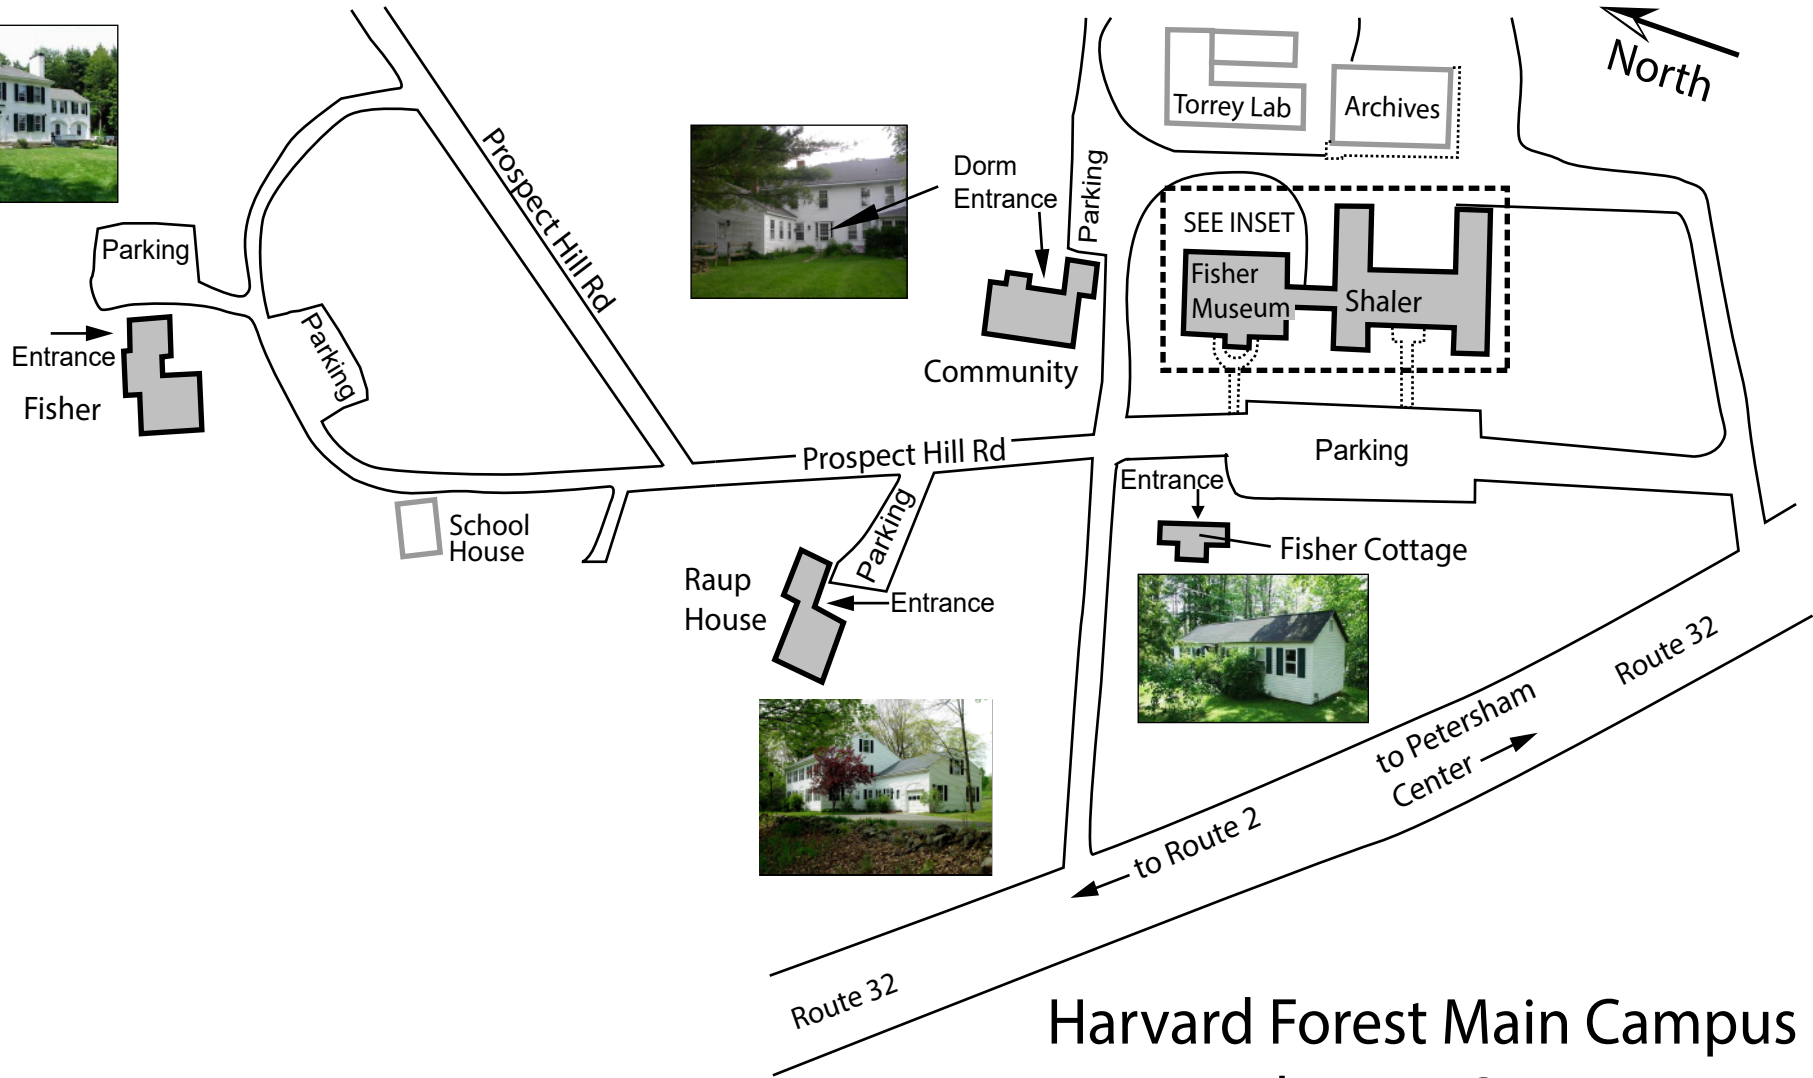 North
Torrey Lab
Archives
Prospect Hill Rd
Dorm
Entrance
Parking
SEE INSET
Fisher
Museum
Shaler
Parking
Entrance
Fisher
Parking
Community
Prospect Hill Rd
Parking
Entrance
Fisher Cottage
School
House
Parking
Raup
House
Entrance
Route 32
to Petersham
Center
to Route 2
Route 32
Harvard Forest Main Campus